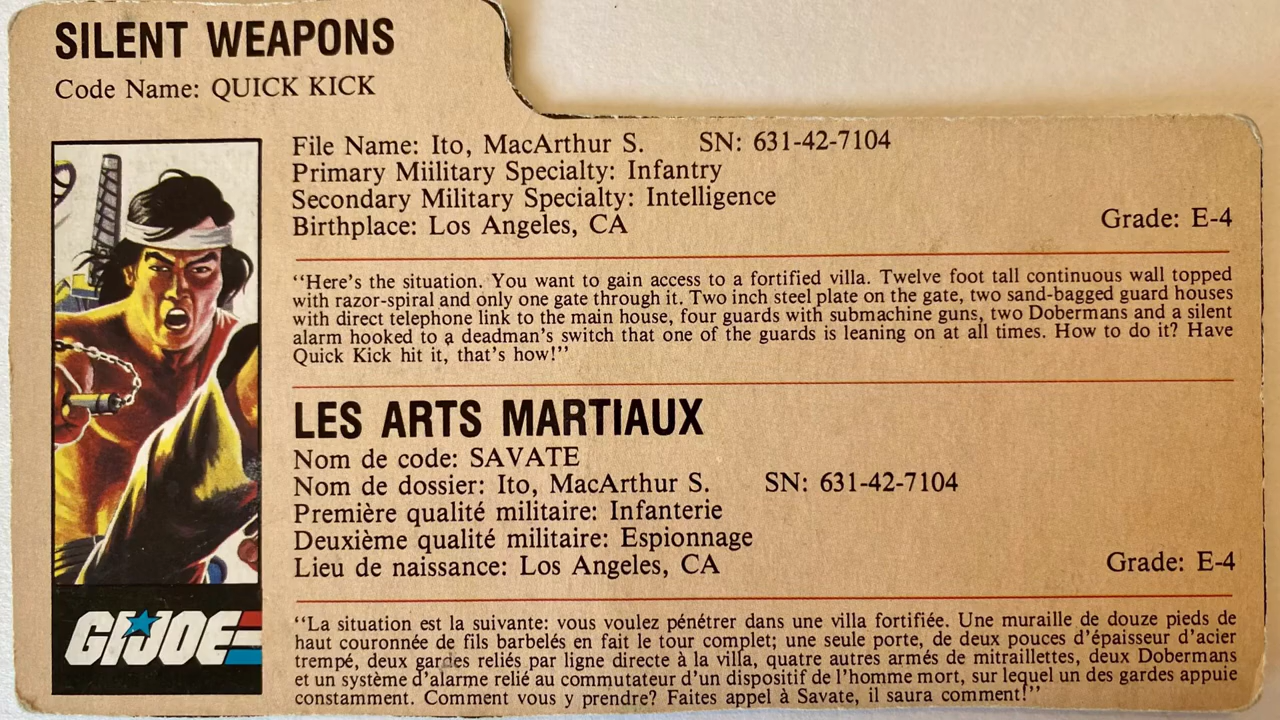 SILENT WEAPONS
Code Name: QUICK KICK
File Name: Ito, MacArthur S. SN: 631-42-7104
Primary Miilitary Specialty: Infantry
Secondary Military Specialty: Intelligence
Birthplace: Los Angeles, CA Grade: E-4
‘‘Here's the situation. You want to gain access to a fortified villa. Twelve foot tall continuous wall topped
with razor-spiral and only one gate through it. Two inch steel plate on the gate, two sand-bagged guard houses
with direct telephone link to the main house, four guards with submachine guns, two Dobermans and a silent
alarm hooked to a deadman's switch that one of the guards is leaning on at all times. How to do it? Have
Quick Kick hit it, that's how!’’
LES ARTS MARTIAUX
Nom de code: SAVATE
Nom de dossier: Ito, MacArthur S. SN: 631-42-7104
Première qualité militaire: Infanterie
Deuxième qualité militaire: Espionnage
Lieu de naissance: Los Angeles, CA Grade: E-4
‘‘La situation est la suivante: vous voulez pénétrer dans une villa fortifiée. Une muraille de douze pieds de
haut couronnée de fils barbelés en fait le tour complet; une seule porte, de deux pouces d'épaisseur d'acier
trempé, deux gardes reliés par ligne directe à la villa, quatre autres armés de mitraillettes, deux Dobermans
et un système d'alarme relié au commutateur d'un dispositif de l'homme mort, sur lequel un des gardes appuie
constamment. Comment vous y prendre? Faites appel à Savate, il saura comment!’’
GI JOE